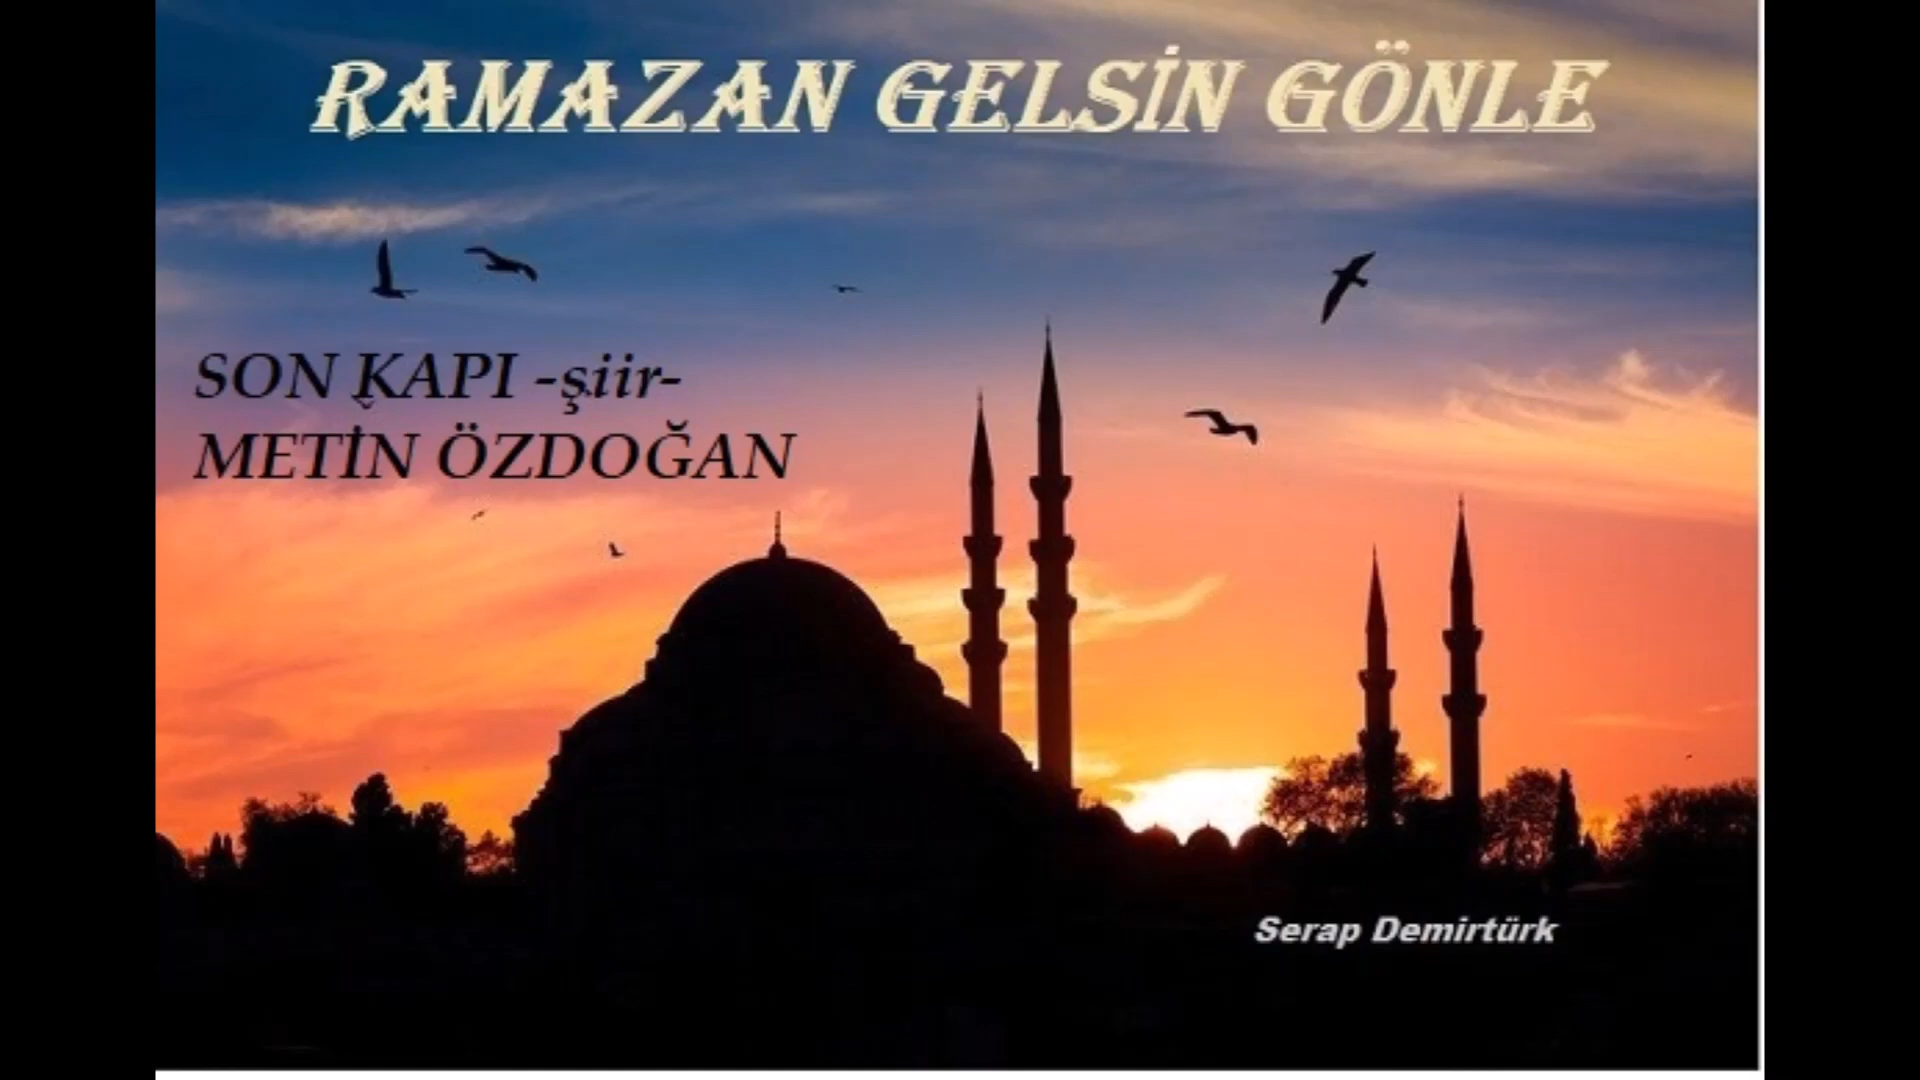 RAMAZAN GELSİN GÖNLE
SON KAPI -şiir-
METİN ÖZDOĞAN
Serap Demirtürk